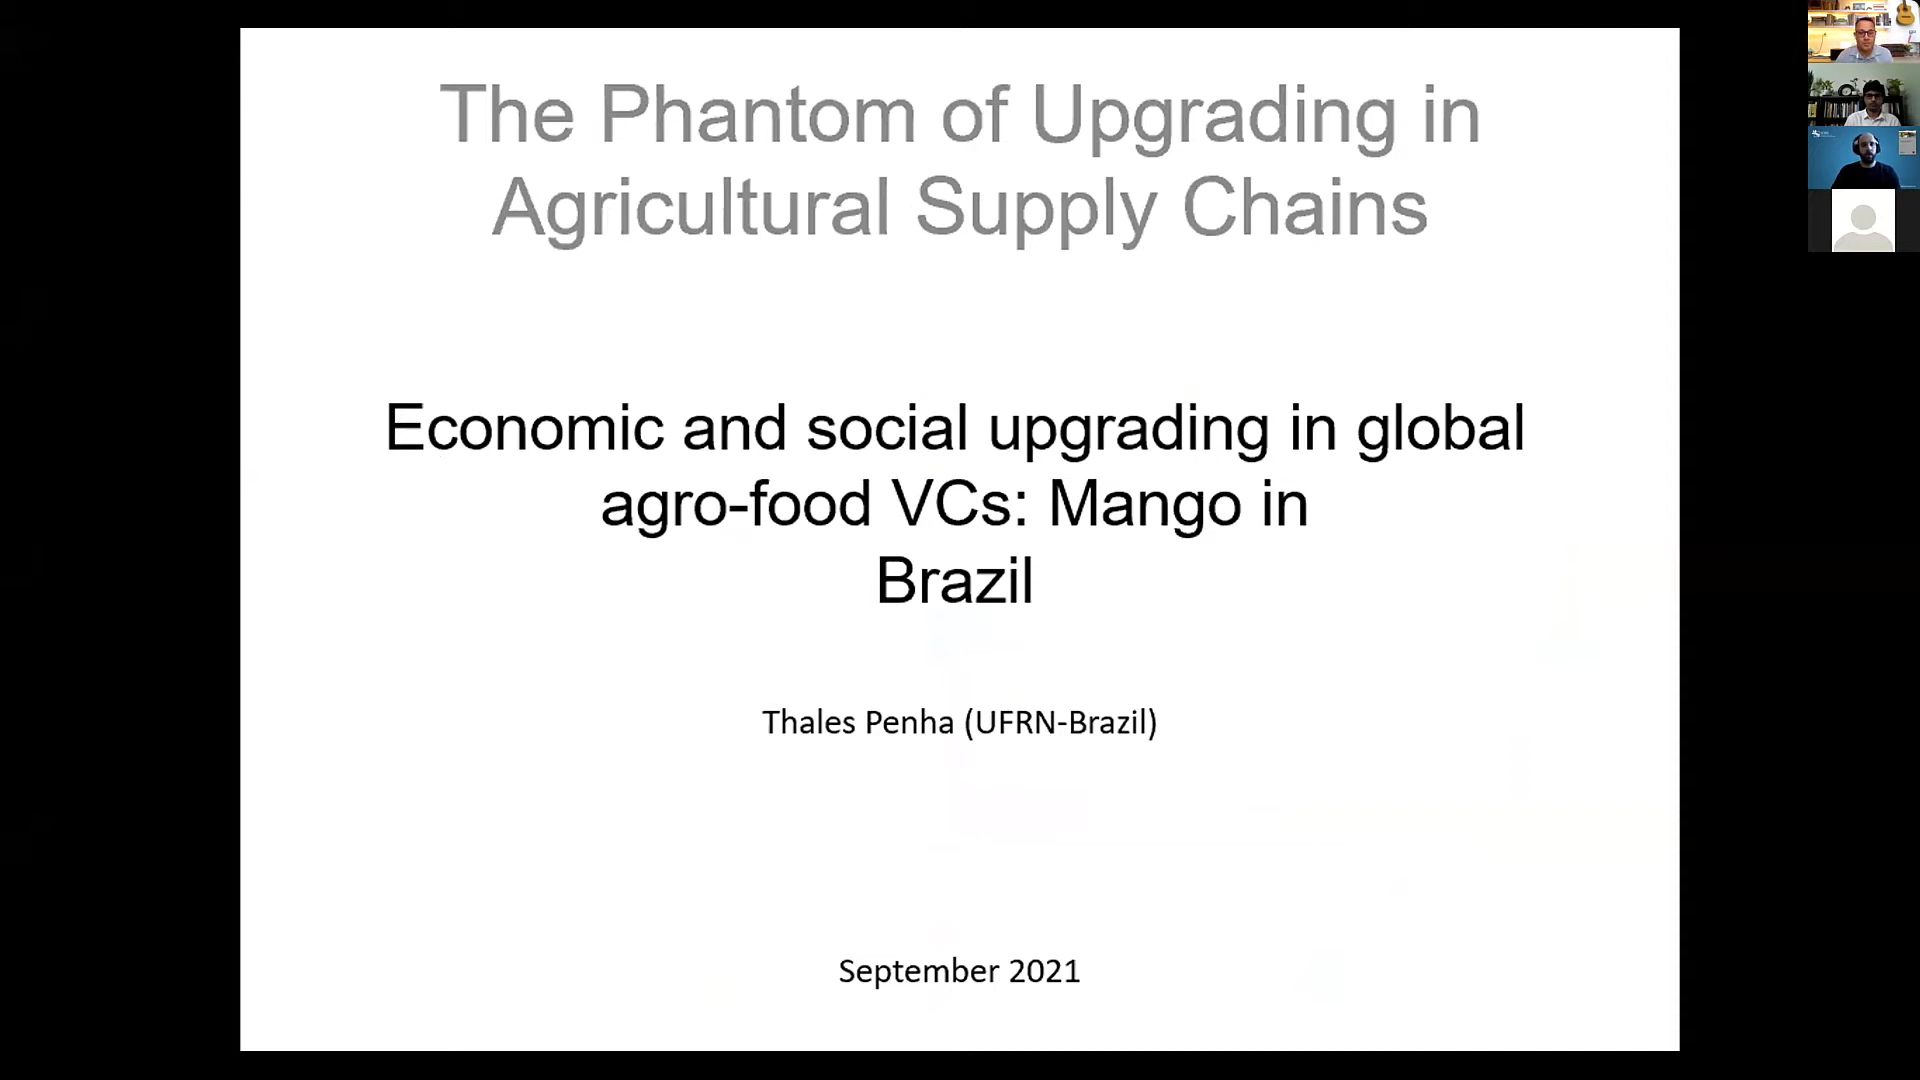 The Phantom of Upgrading in
Agricultural Supply Chains
Economic and social upgrading in global
agro-food VCs: Mango in
Brazil
Thales Penha (UFRN-Brazil)
September 2021